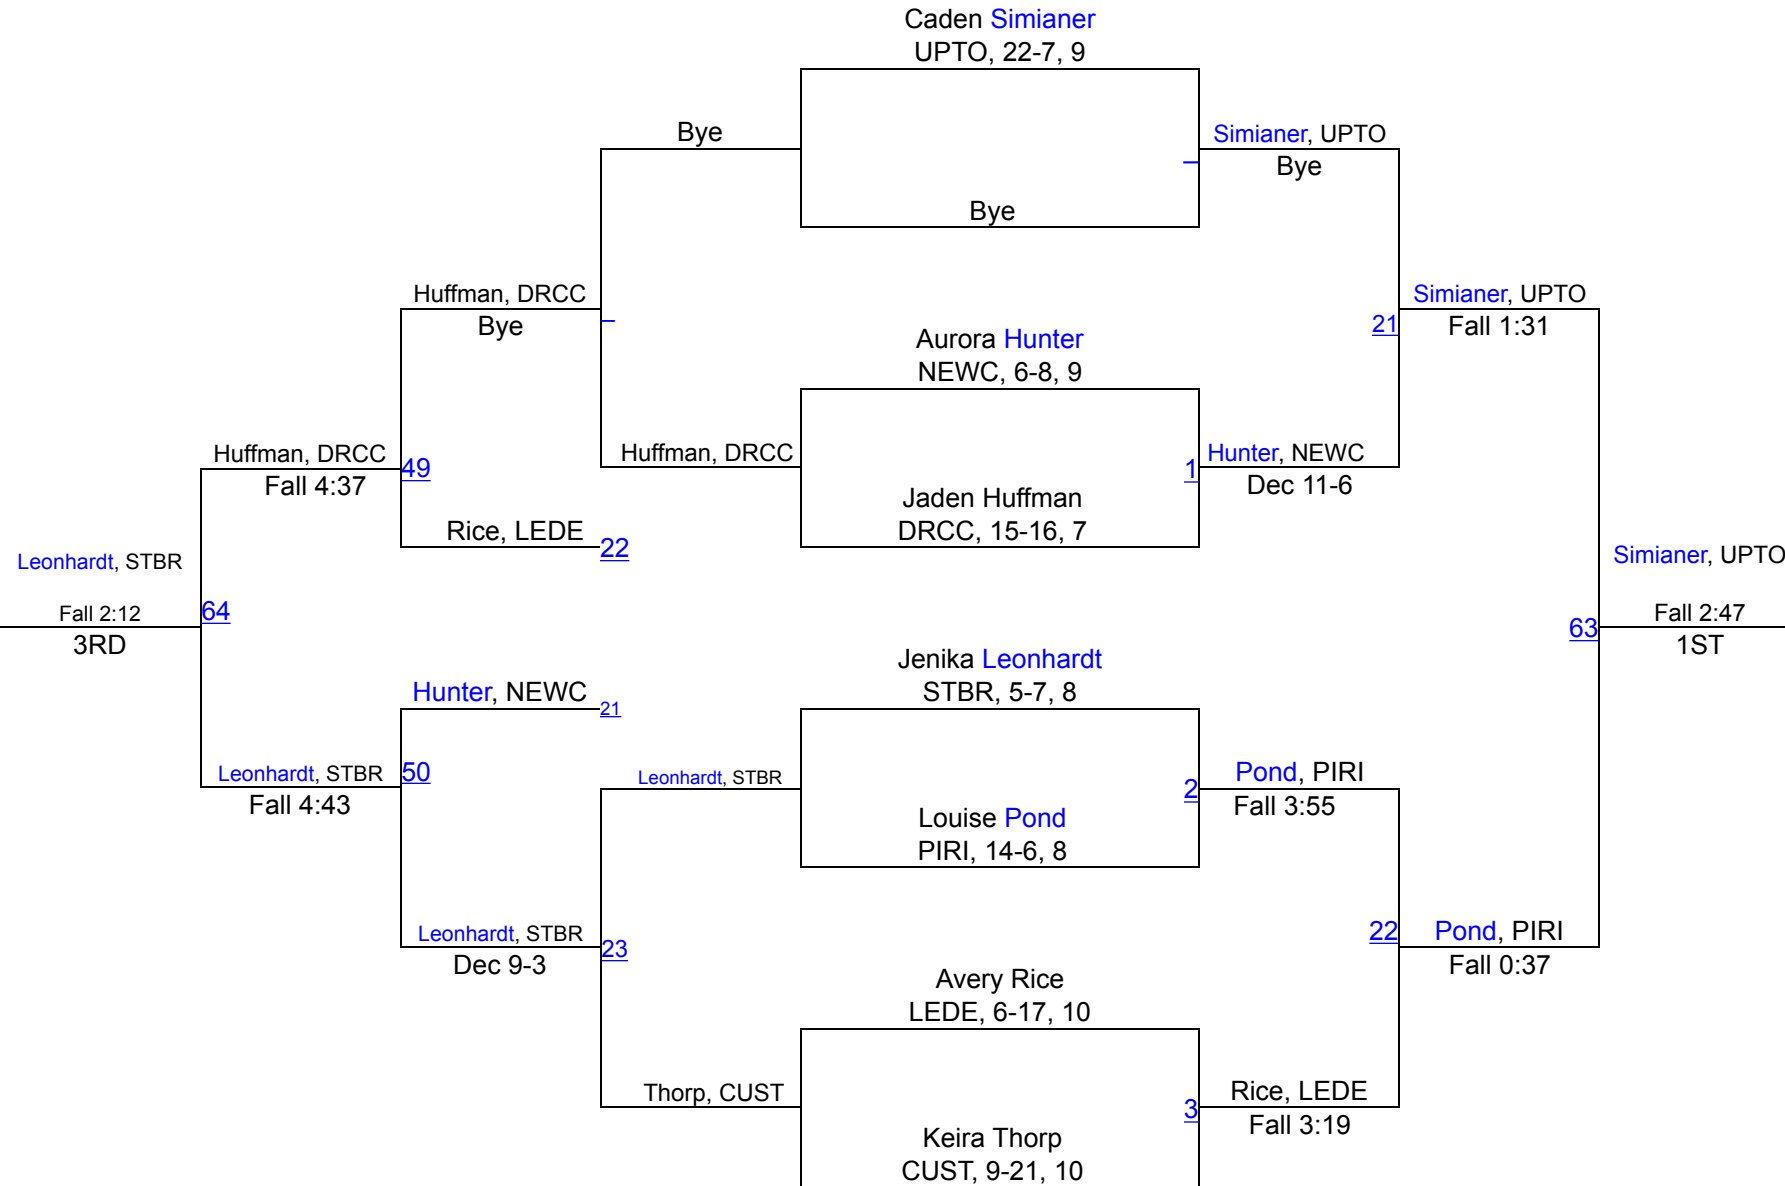 Caden Simianer
UPTO, 22-7, 9
Bye
Simianer, UPTO
Bye
Bye
Huffman, DRCC
Bye
Simianer, UPTO
21
Fall 1:31
Aurora Hunter
NEWC, 6-8, 9
Huffman, DRCC
49
Fall 4:37
Huffman, DRCC
1
Hunter, NEWC
Dec 11-6
Jaden Huffman
DRCC, 15-16, 7
Rice, LEDE
22
Leonhardt, STBR
Fall 2:12
64
3RD
Simianer, UPTO
Fall 2:47
63
1ST
Jenika Leonhardt
STBR, 5-7, 8
Hunter, NEWC
21
Leonhardt, STBR
50
Fall 4:43
Leonhardt, STBR
2
Pond, PIRI
Fall 3:55
Louise Pond
PIRI, 14-6, 8
Leonhardt, STBR
23
Dec 9-3
22
Pond, PIRI
Fall 0:37
Avery Rice
LEDE, 6-17, 10
Thorp, CUST
3
Rice, LEDE
Fall 3:19
Keira Thorp
CUST, 9-21, 10